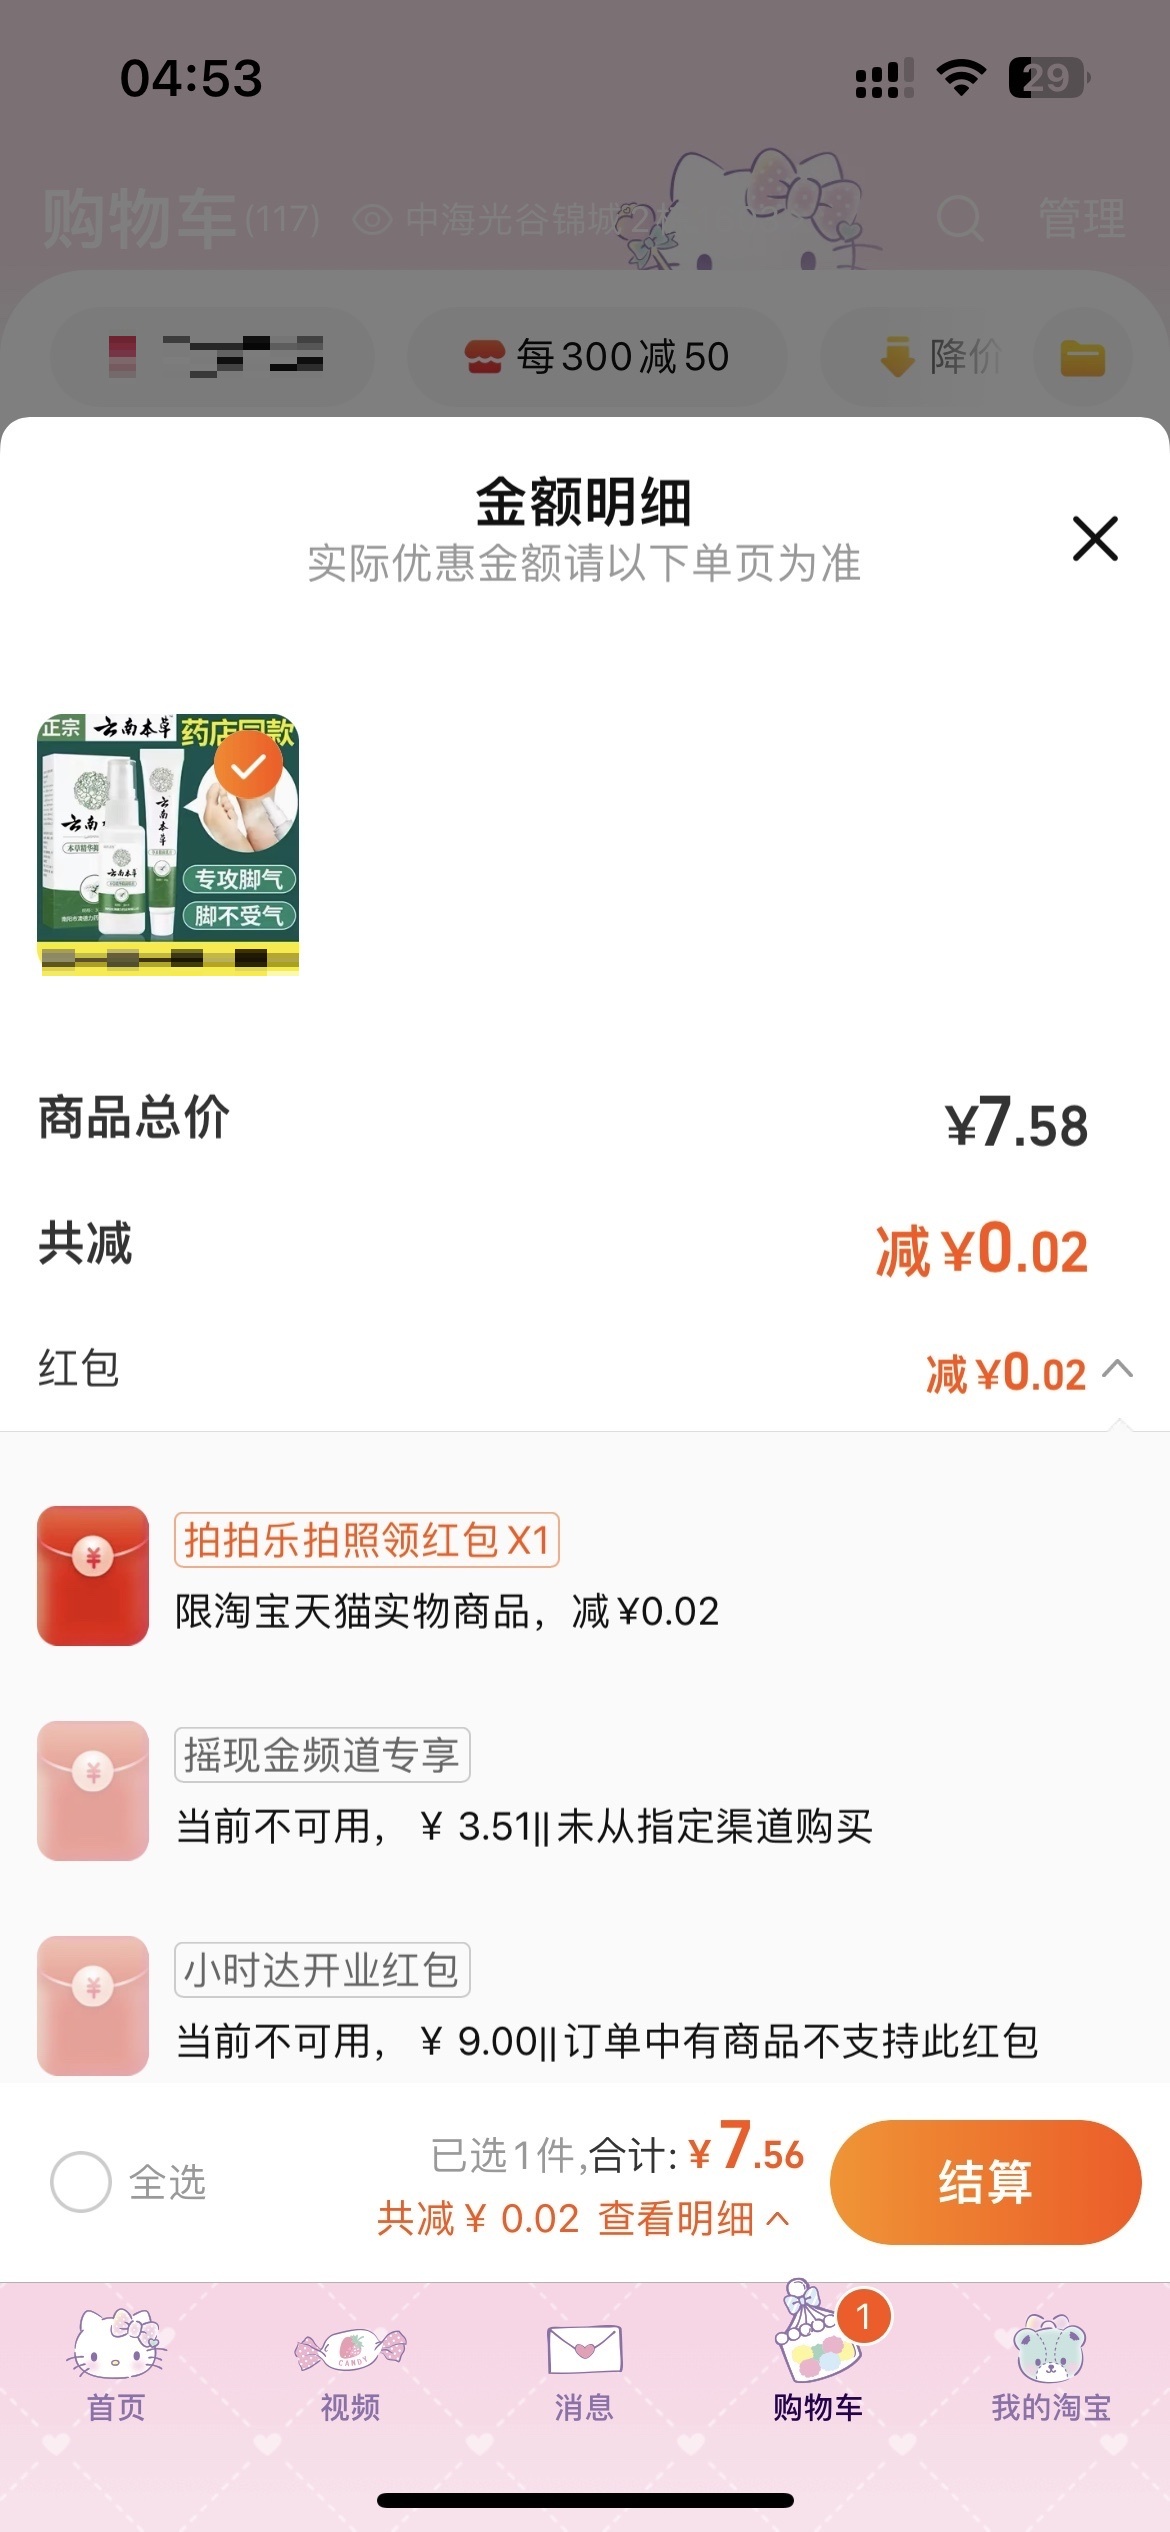 04:53
29
购物车(117)
中海光谷锦城2
管理
每300减50
降价
金额明细
实际优惠金额请以下单页为准
正宗
云南本草
药店同款
云南本草
云南本草
专攻脚气
脚不受气
商品总价
¥7.58
共减
减¥0.02
红包
减¥0.02
拍拍乐拍照领红包X1
限淘宝天猫实物商品，减¥0.02
摇现金频道专享
当前不可用，￥3.51||未从指定渠道购买
小时达开业红包
当前不可用，￥9.00||订单中有商品不支持此红包
全选
已选1件,合计:¥7.56
共减￥0.02 查看明细
结算
CANDY
1
首页
视频
消息
购物车
我的淘宝